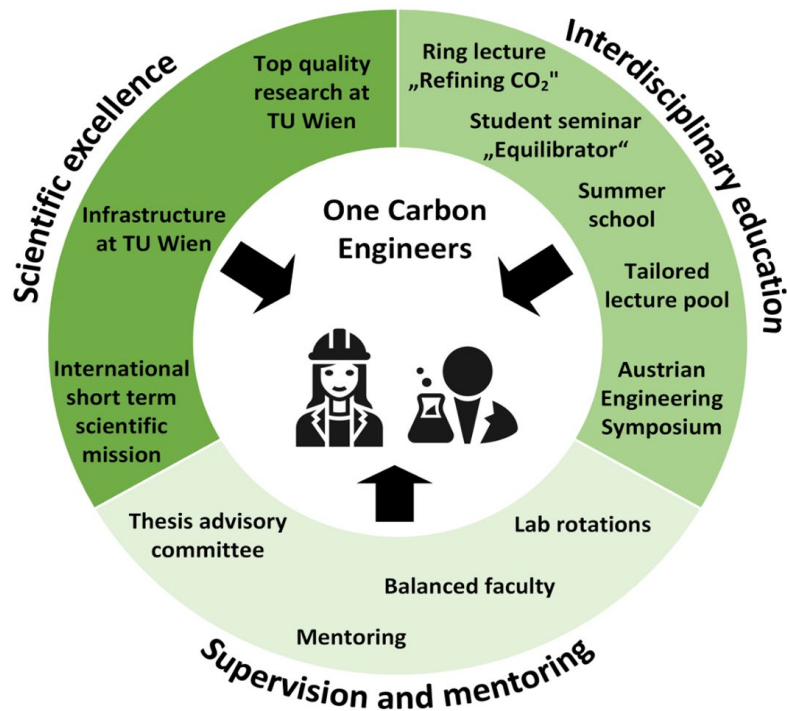 Scientific excellence
Top quality
research at
TU Wien
Infrastructure
at TU Wien
International
short term
scientific
mission
Interdisciplinary education
Ring lecture
„Refining CO₂"
Student seminar
„Equilibrator“
Summer
school
Tailored
lecture pool
Austrian
Engineering
Symposium
One Carbon
Engineers
Thesis advisory
committee
Lab rotations
Balanced faculty
Mentoring
Supervision and mentoring